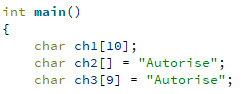 int main()
{
char ch1[10];
char ch2[] = "Autorise";
char ch3[9] = "Autorise";